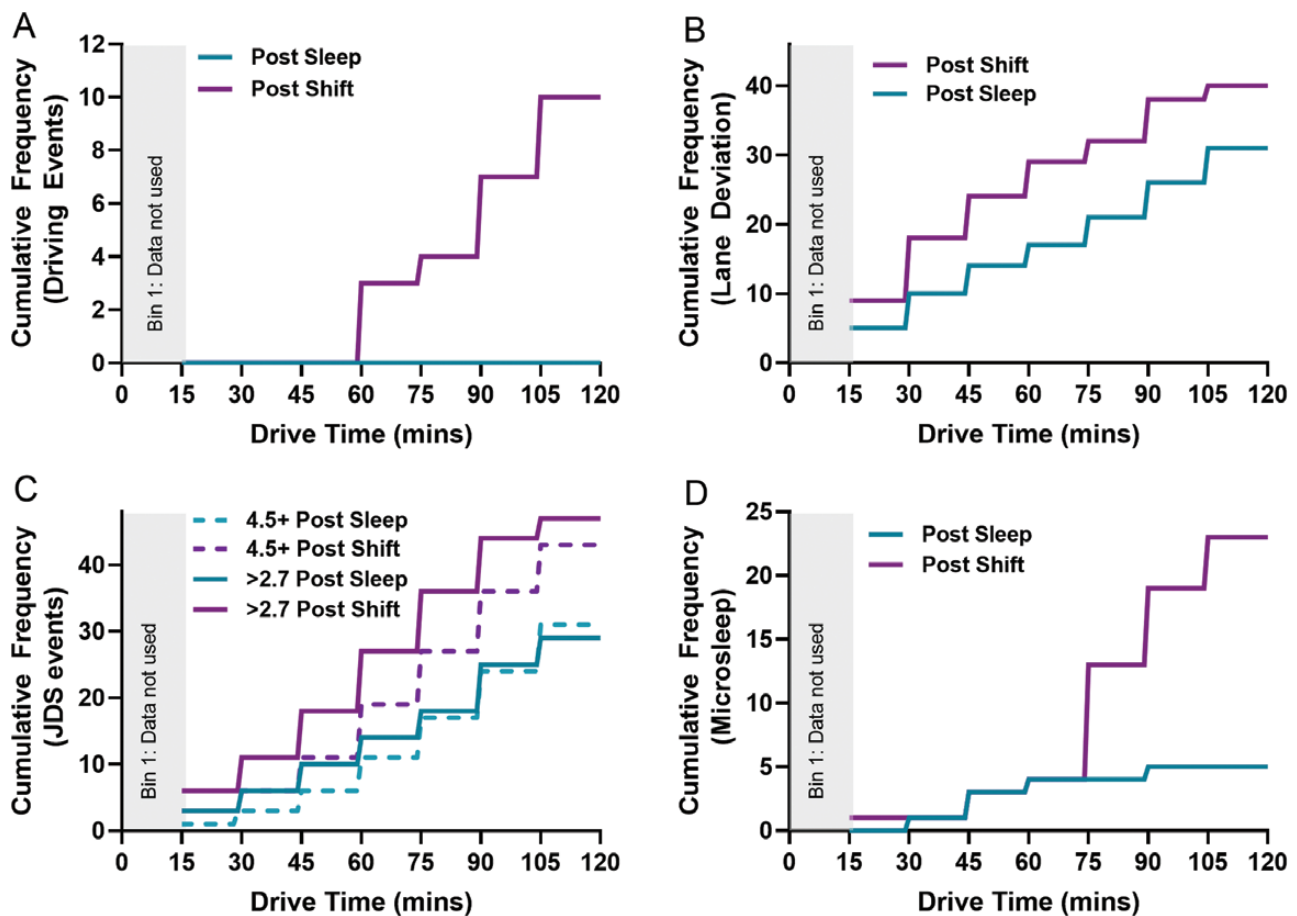 A
Cumulative Frequency
(Driving Events)
12
10
8
6
4
2
0
Bin 1: Data not used
Post Sleep
Post Shift
0 15 30 45 60 75 90 105 120
Drive Time (mins)
B
Cumulative Frequency
(Lane Deviation)
40
30
20
10
0
Bin 1: Data not used
Post Shift
Post Sleep
0 15 30 45 60 75 90 105 120
Drive Time (mins)
C
Cumulative Frequency
(JDS events)
40
30
20
10
0
Bin 1: Data not used
4.5+ Post Sleep
4.5+ Post Shift
>2.7 Post Sleep
>2.7 Post Shift
0 15 30 45 60 75 90 105 120
Drive Time (mins)
D
Cumulative Frequency
(Microsleep)
25
20
15
10
5
0
Bin 1: Data not used
Post Sleep
Post Shift
0 15 30 45 60 75 90 105 120
Drive Time (mins)